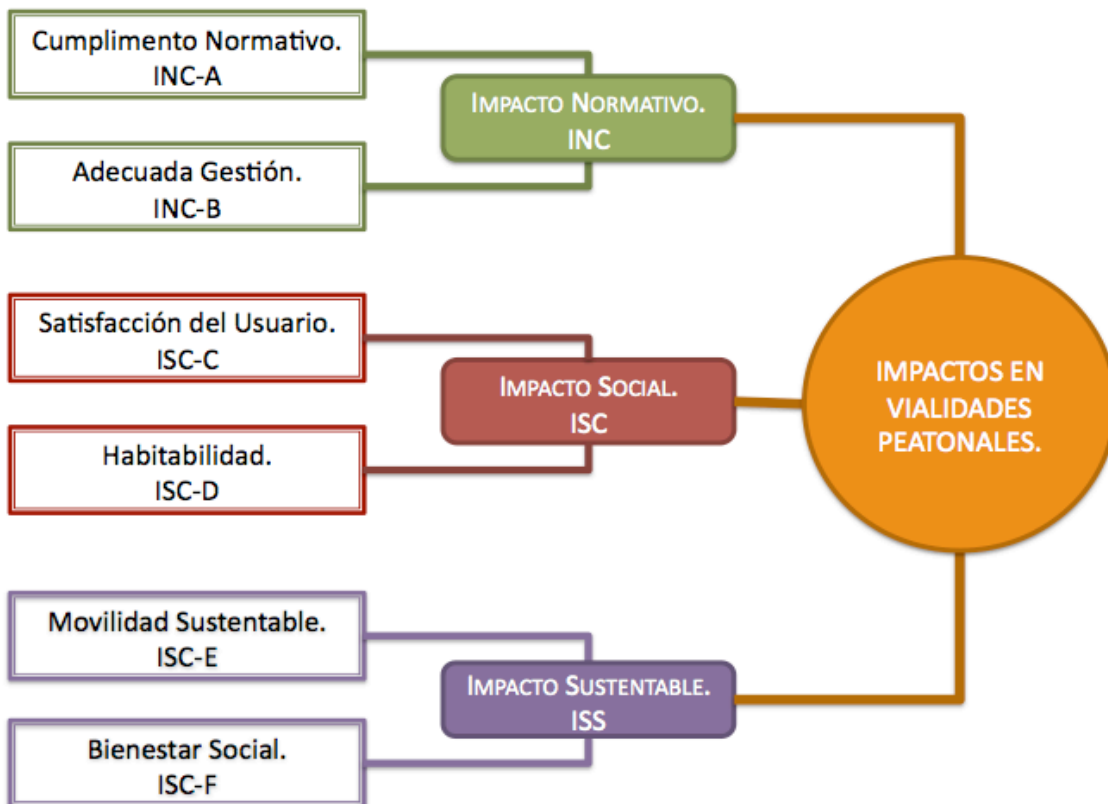 Cumplimento Normativo.
INC-A
IMPACTO NORMATIVO.
INC
Adecuada Gestión.
INC-B
Satisfacción del Usuario.
ISC-C
IMPACTO SOCIAL.
ISC
Habitabilidad.
ISC-D
IMPACTOS EN
VIALIDADES
PEATONALES.
Movilidad Sustentable.
ISC-E
IMPACTO SUSTENTABLE.
ISS
Bienestar Social.
ISC-F